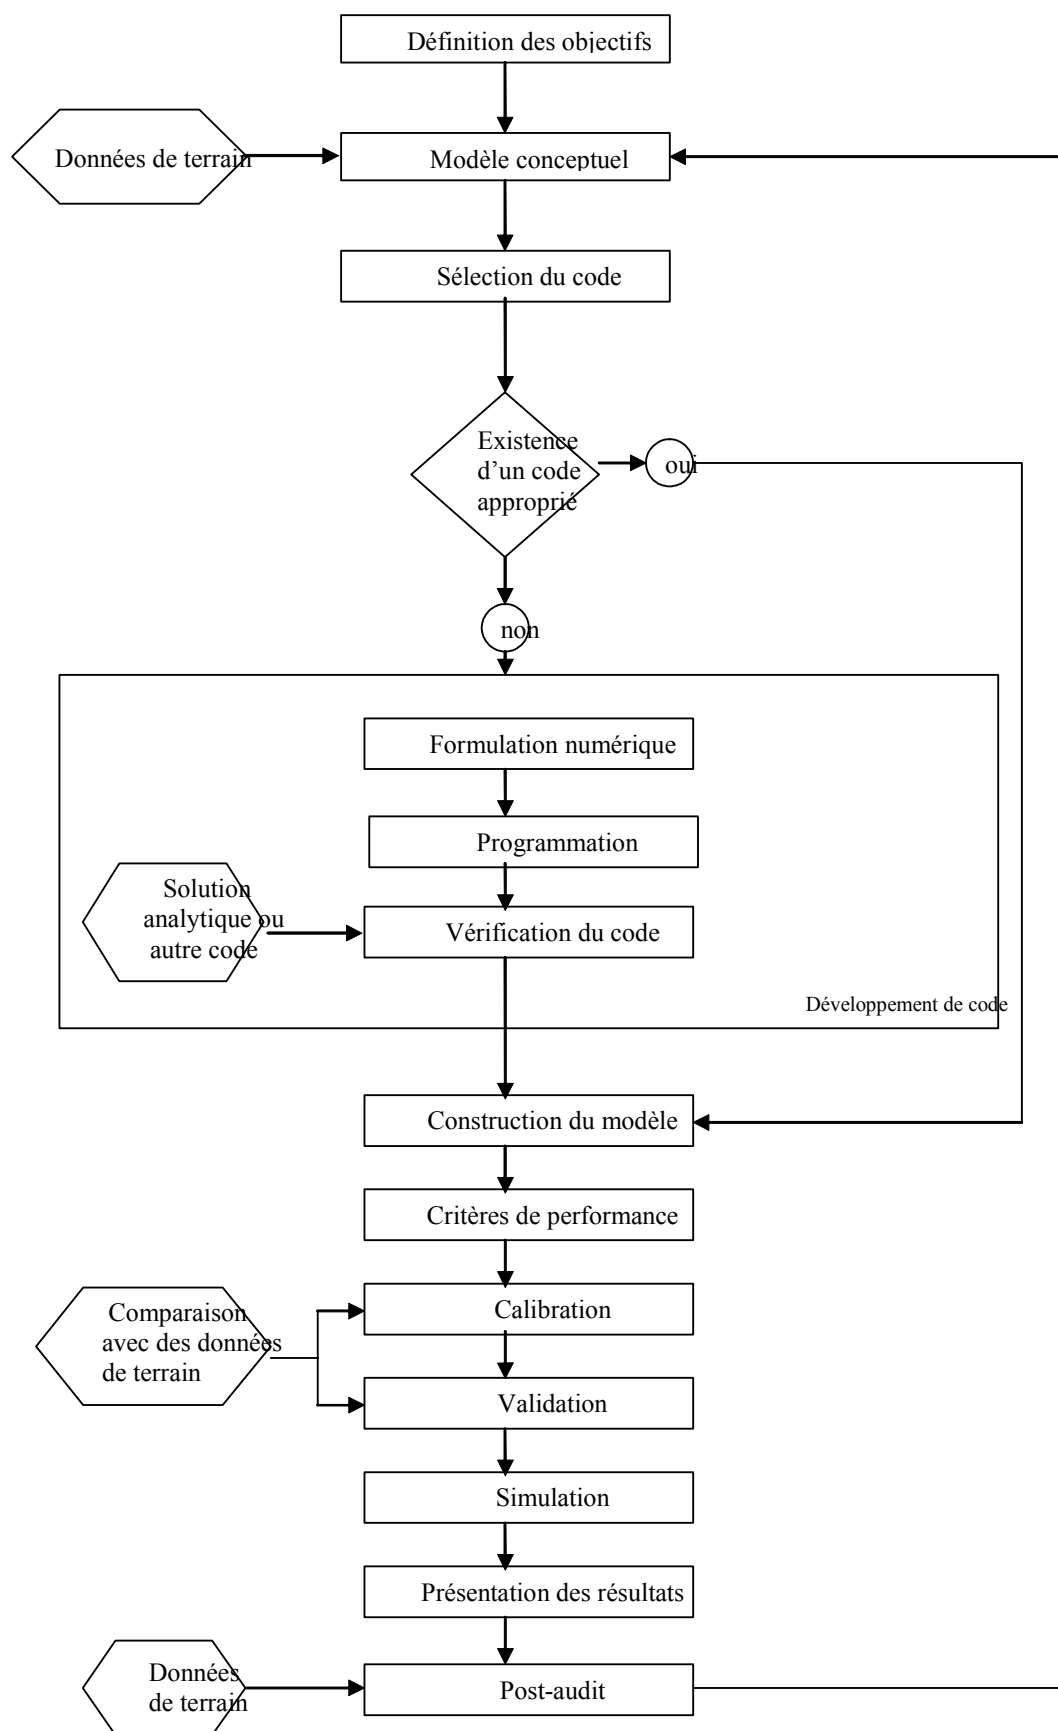 Définition des objectifs
Données de terrain
Modèle conceptuel
Sélection du code
Existence
d’un code
approprié
oui
non
Formulation numérique
Programmation
Solution
analytique ou
autre code
Vérification du code
Développement de code
Construction du modèle
Critères de performance
Comparaison
avec des données
de terrain
Calibration
Validation
Simulation
Présentation des résultats
Données
de terrain
Post-audit